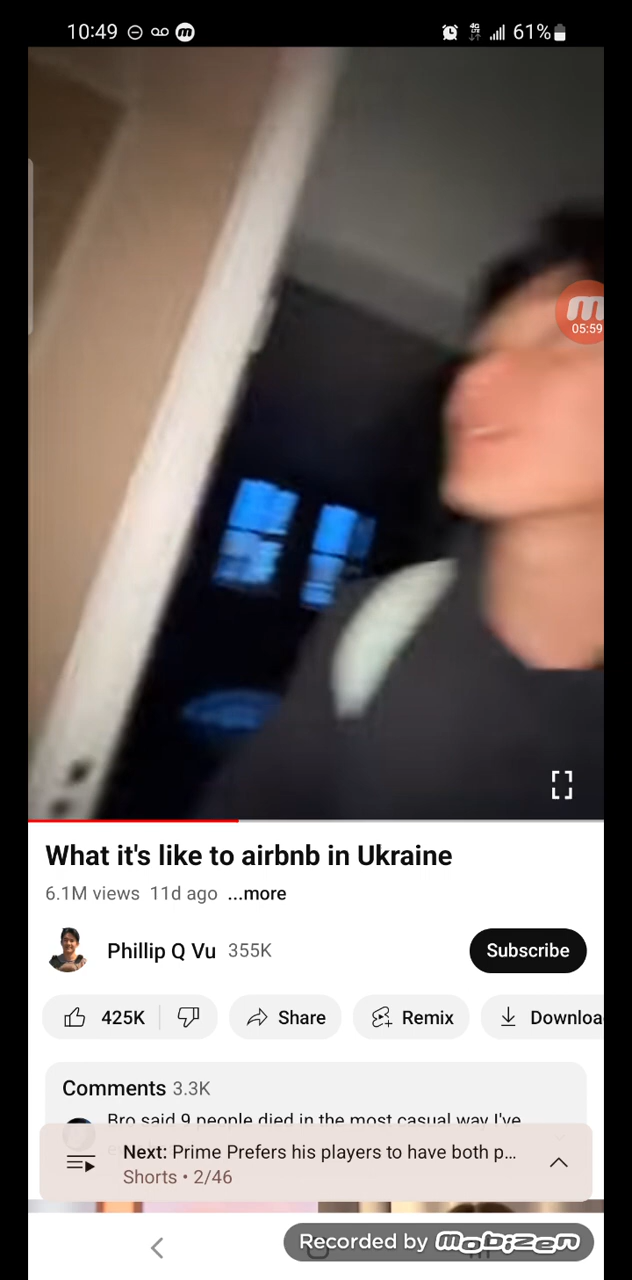 10:49
4G
61%
m
05:59
What it's like to airbnb in Ukraine
6.1M views 11d ago ...more
Phillip Q Vu 355K
Subscribe
425K
Share
Remix
Downloa
Comments 3.3K
Bro said 9 people died in the most casual way I've
Next: Prime Prefers his players to have both p...
Shorts • 2/46
Recorded by mobizen